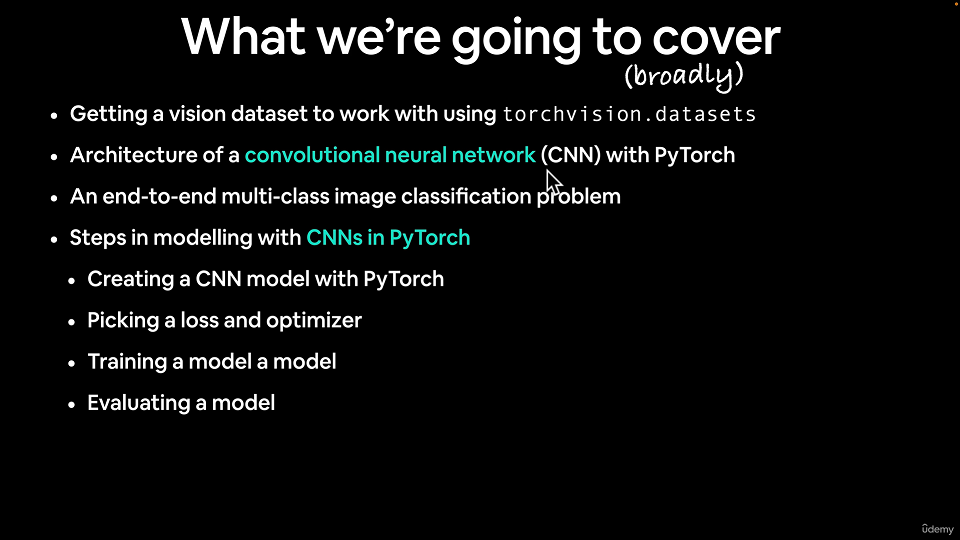 What we're going to cover
(broadly)
• Getting a vision dataset to work with using torchvision.datasets
• Architecture of a convolutional neural network (CNN) with PyTorch
• An end-to-end multi-class image classification problem
• Steps in modelling with CNNs in PyTorch
• Creating a CNN model with PyTorch
• Picking a loss and optimizer
• Training a model a model
• Evaluating a model
ûdemy